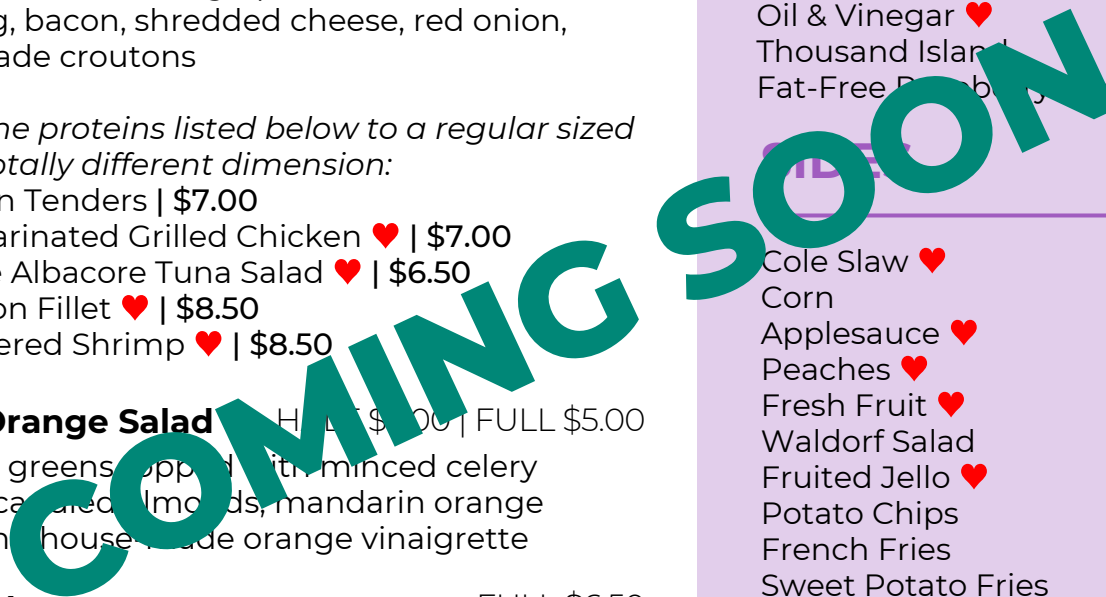 g, bacon, shredded cheese, red onion,
ade croutons
ne proteins listed below to a regular sized
otally different dimension:
n Tenders | $7.00
arinated Grilled Chicken ♥ | $7.00
e Albacore Tuna Salad ♥ | $6.50
on Fillet ♥ | $8.50
ered Shrimp ♥ | $8.50
Orange Salad FULL $5.00
greens minced celery
mandarin orange
orange vinaigrette
COMING SOON
Oil & Vinegar ♥
Thousand Island
Fat-Free
SIDES
Cole Slaw ♥
Corn
Applesauce ♥
Peaches ♥
Fresh Fruit ♥
Waldorf Salad
Fruited Jello ♥
Potato Chips
French Fries
Sweet Potato Fries